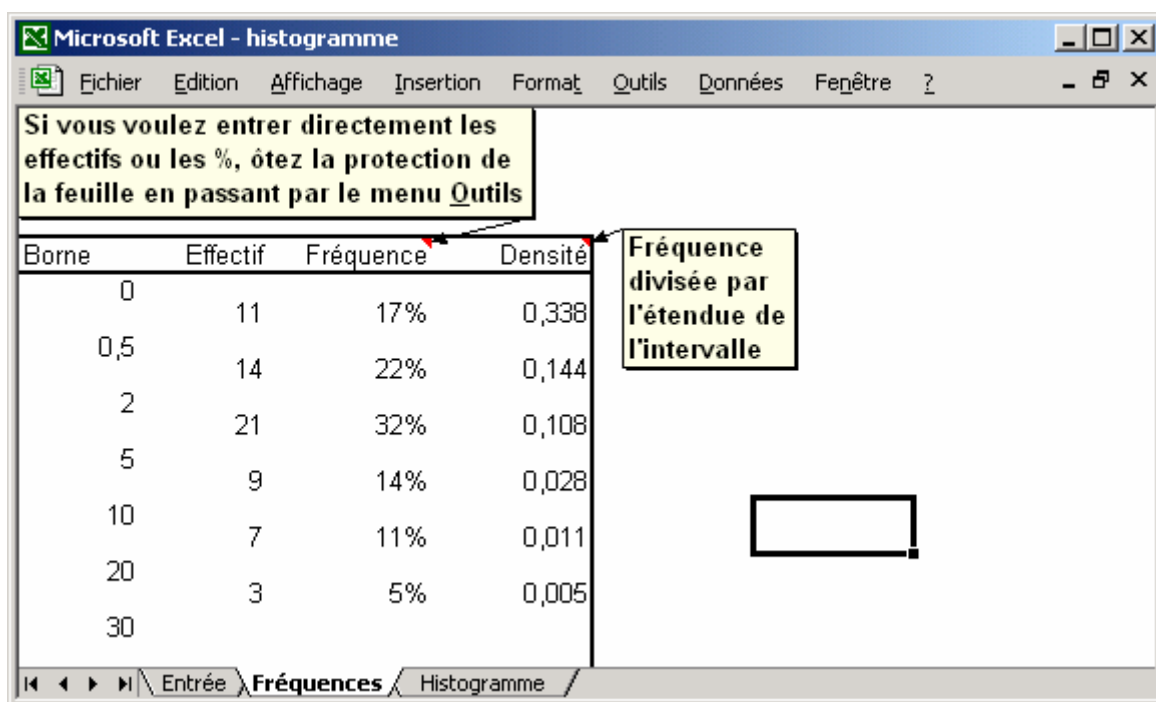 Microsoft Excel - histogramme
Fichier Edition Affichage Insertion Format Outils Données Fenêtre ?
Si vous voulez entrer directement les
effectifs ou les %, ôtez la protection de
la feuille en passant par le menu Outils
Borne Effectif Fréquence Densité
Fréquence
divisée par
l'étendue de
l'intervalle
0
11 17% 0,338
0,5
14 22% 0,144
2
21 32% 0,108
5
9 14% 0,028
10
7 11% 0,011
20
3 5% 0,005
30
Entrée Fréquences Histogramme